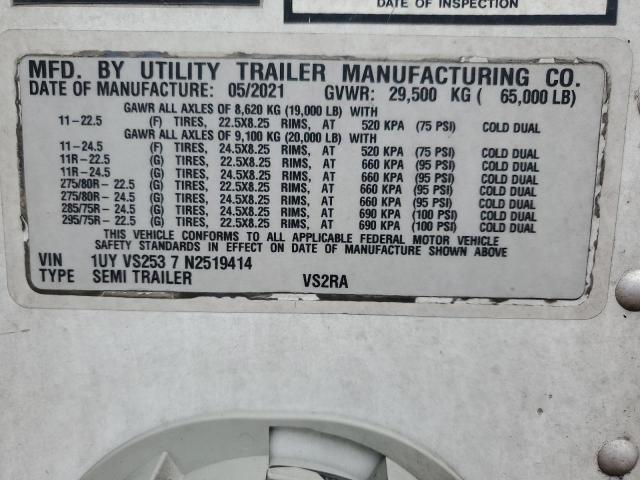 DATE OF INSPECTION
MFD. BY UTILITY TRAILER MANUFACTURING CO.
DATE OF MANUFACTURE: 05/2021 GVWR: 29,500 KG ( 65,000 LB)
GAWR ALL AXLES OF 8,620 KG (19,000 LB) WITH
11-22.5 (F) TIRES, 22.5X8.25 RIMS, AT 520 KPA (75 PSI) COLD DUAL
GAWR ALL AXLES OF 9,100 KG (20,000 LB) WITH
11-24.5 (F) TIRES, 24.5X8.25 RIMS, AT 520 KPA (75 PSI) COLD DUAL
11R-22.5 (G) TIRES, 22.5X8.25 RIMS, AT 660 KPA (95 PSI) COLD DUAL
11R-24.5 (G) TIRES, 24.5X8.25 RIMS, AT 660 KPA (95 PSI) COLD DUAL
275/80R-22.5 (G) TIRES, 22.5X8.25 RIMS, AT 660 KPA (95 PSI) COLD DUAL
275/80R-24.5 (G) TIRES, 24.5X8.25 RIMS, AT 660 KPA (95 PSI) COLD DUAL
285/75R-24.5 (G) TIRES, 24.5X8.25 RIMS, AT 690 KPA (100 PSI) COLD DUAL
295/75R-22.5 (G) TIRES, 22.5X8.25 RIMS, AT 690 KPA (100 PSI) COLD DUAL
THIS VEHICLE CONFORMS TO ALL APPLICABLE FEDERAL MOTOR VEHICLE
SAFETY STANDARDS IN EFFECT ON DATE OF MANUFACTURE SHOWN ABOVE
VIN 1UY VS253 7 N2519414
TYPE SEMI TRAILER VS2RA